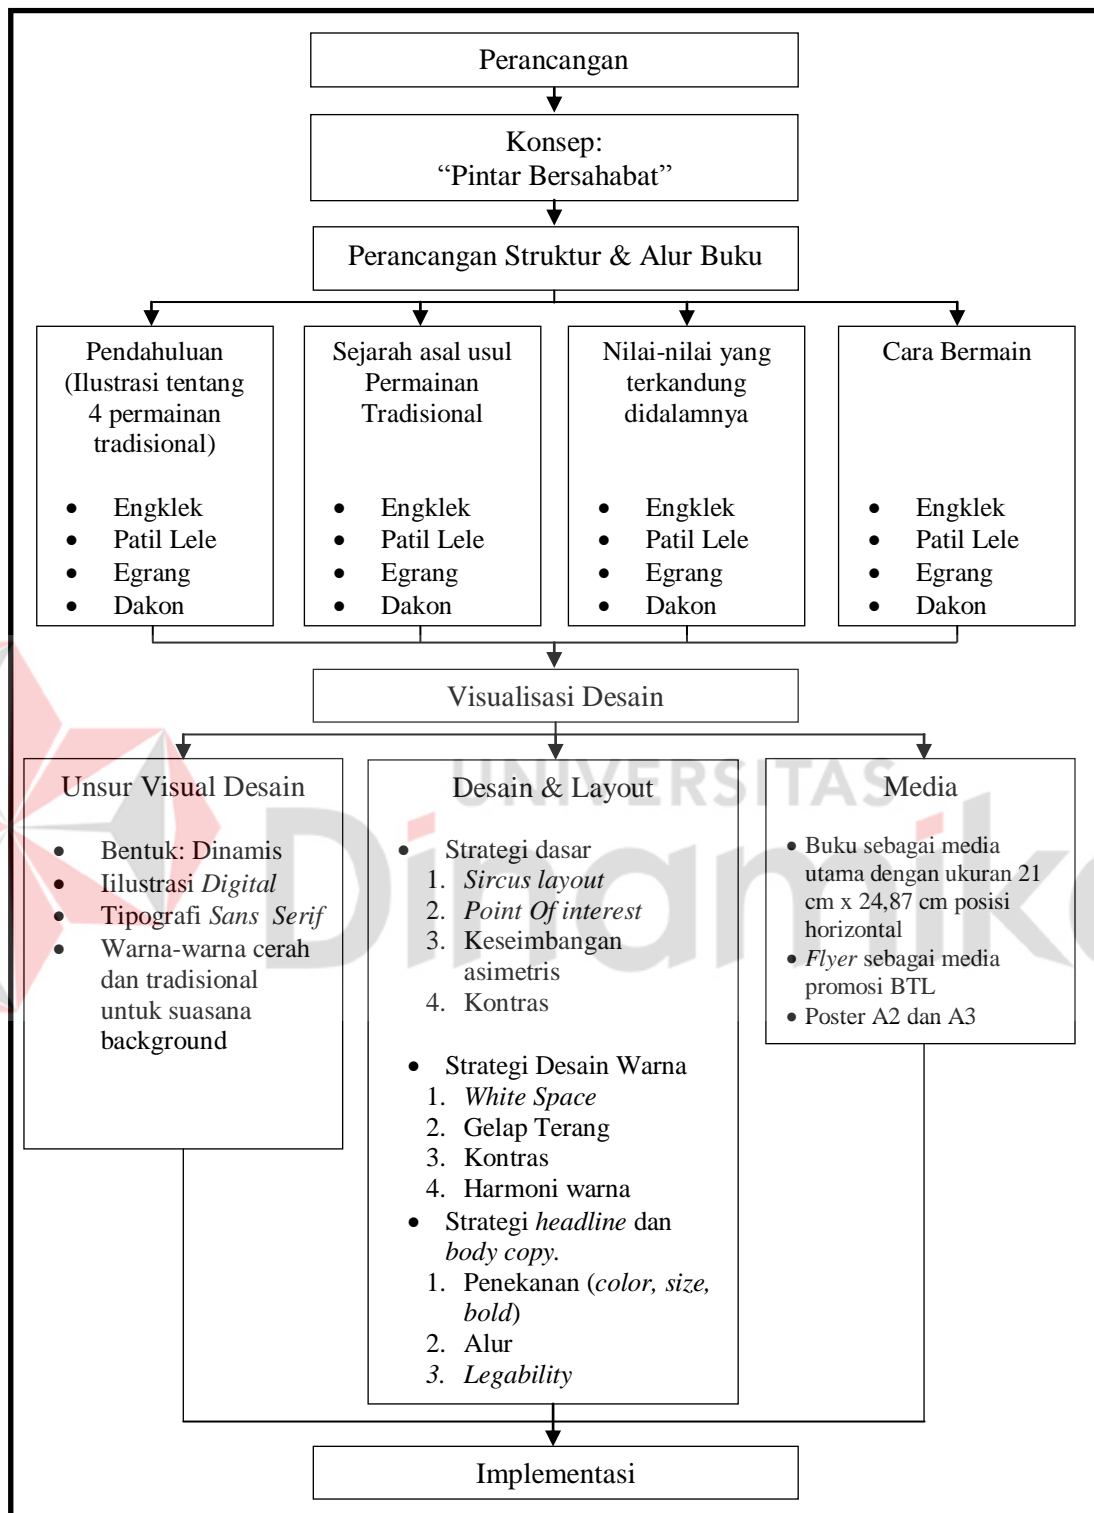 Perancangan
Konsep:
“Pintar Bersahabat”
Perancangan Struktur & Alur Buku
Pendahuluan
(Ilustrasi tentang
4 permainan
tradisional)
• Engklek
• Patil Lele
• Egrang
• Dakon
Sejarah asal usul
Permainan
Tradisional
• Engklek
• Patil Lele
• Egrang
• Dakon
Nilai-nilai yang
terkandung
didalamnya
• Engklek
• Patil Lele
• Egrang
• Dakon
Cara Bermain
• Engklek
• Patil Lele
• Egrang
• Dakon
Visualisasi Desain
Unsur Visual Desain
• Bentuk: Dinamis
• Iilustrasi Digital
• Tipografi Sans Serif
• Warna-warna cerah
dan tradisional
untuk suasana
background
Desain & Layout
• Strategi dasar
1. Sircus layout
2. Point Of interest
3. Keseimbangan
asimetris
4. Kontras
• Strategi Desain Warna
1. White Space
2. Gelap Terang
3. Kontras
4. Harmoni warna
• Strategi headline dan
body copy.
1. Penekanan (color, size,
bold)
2. Alur
3. Legability
Media
• Buku sebagai media
utama dengan ukuran 21
cm x 24,87 cm posisi
horizontal
• Flyer sebagai media
promosi BTL
• Poster A2 dan A3
Implementasi
UNIVERSITAS
Dinamika